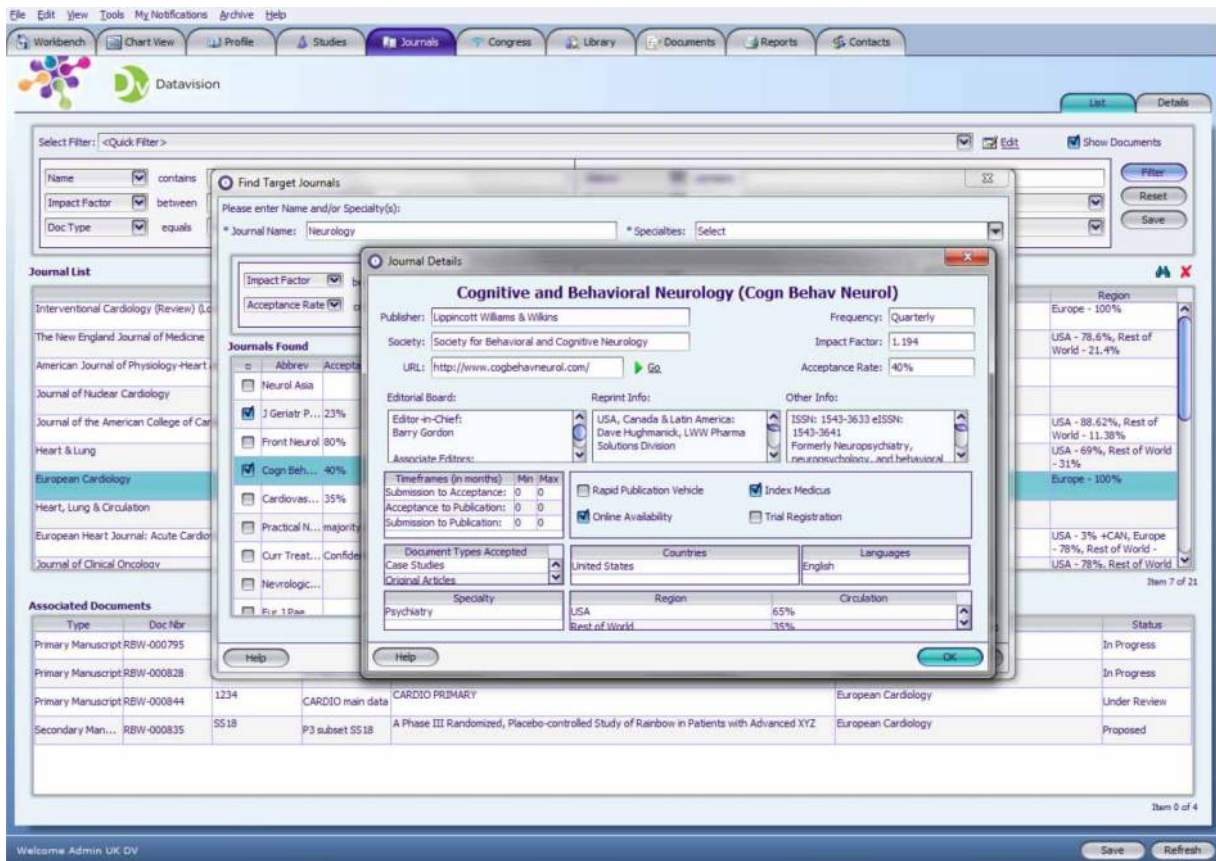 File Edit View Tools My Notifications Archive Help
Workbench Chart View Profile Studies Journals Congress Library Documents Reports Contacts
Dv Datavision
List Details
Select Filter: <Quick Filter> Edit Show Documents
Name contains
Impact Factor between
Doc Type equals
Filter
Reset
Save
Journal List
Region
Interventional Cardiology (Review) (Lo
Europe - 100%
The New England Journal of Medicine
USA - 78.6%, Rest of
World - 21.4%
American Journal of Physiology-Heart
Journal of Nuclear Cardiology
Journal of the American College of Car
USA - 88.62%, Rest of
World - 11.38%
Heart & Lung
USA - 69%, Rest of World
- 31%
European Cardiology
Europe - 100%
Heart, Lung & Circulation
European Heart Journal: Acute Cardio
USA - 3% +CAN, Europe
- 78%, Rest of World -
Journal of Clinical Oncology
USA - 78%, Rest of World
Item 7 of 21
Find Target Journals
Please enter Name and/or Specialty(s):
* Journal Name: Neurology * Specialties: Select
Impact Factor
Acceptance Rate
Journals Found
Abbrev Accepta
Neurol Asia
J Geriatr P... 23%
Front Neurol 80%
Cogn Beh... 40%
Cardiovas... 35%
Practical N... majority
Curr Treat... Confiden
Nevrologic...
Eur J Pae
Help
Journal Details
Cognitive and Behavioral Neurology (Cogn Behav Neurol)
Publisher: Lippincott Williams & Wilkins Frequency: Quarterly
Society: Society for Behavioral and Cognitive Neurology Impact Factor: 1.194
URL: http://www.cogbehavneurol.com/ Go Acceptance Rate: 40%
Editorial Board: Reprint Info: Other Info:
Editor-in-Chief:
Barry Gordon
Associate Editors:
USA, Canada & Latin America:
Dave Hughmanick, LWW Pharma
Solutions Division
ISSN: 1543-3633 eISSN:
1543-3641
Formerly Neuropsychiatry,
neuropsychology, and behavioral
Timeframes (in months) Min Max
Submission to Acceptance: 0 0
Acceptance to Publication: 0 0
Submission to Publication: 0 0
Rapid Publication Vehicle Index Medicus
Online Availability Trial Registration
Document Types Accepted
Case Studies
Original Articles
Countries Languages
United States English
Specialty
Psychiatry
Region Circulation
USA 65%
Rest of World 35%
Help OK
Associated Documents
Type Doc Nbr Status
Primary Manuscript RBW-000795 In Progress
Primary Manuscript RBW-000828 In Progress
Primary Manuscript RBW-000844 1234 CARDIO main data CARDIO PRIMARY European Cardiology Under Review
Secondary Man... RBW-000835 SS18 P3 subset SS18 A Phase III Randomized, Placebo-controlled Study of Rainbow in Patients with Advanced XYZ European Cardiology Proposed
Item 0 of 4
Welcome Admin UK DV Save Refresh